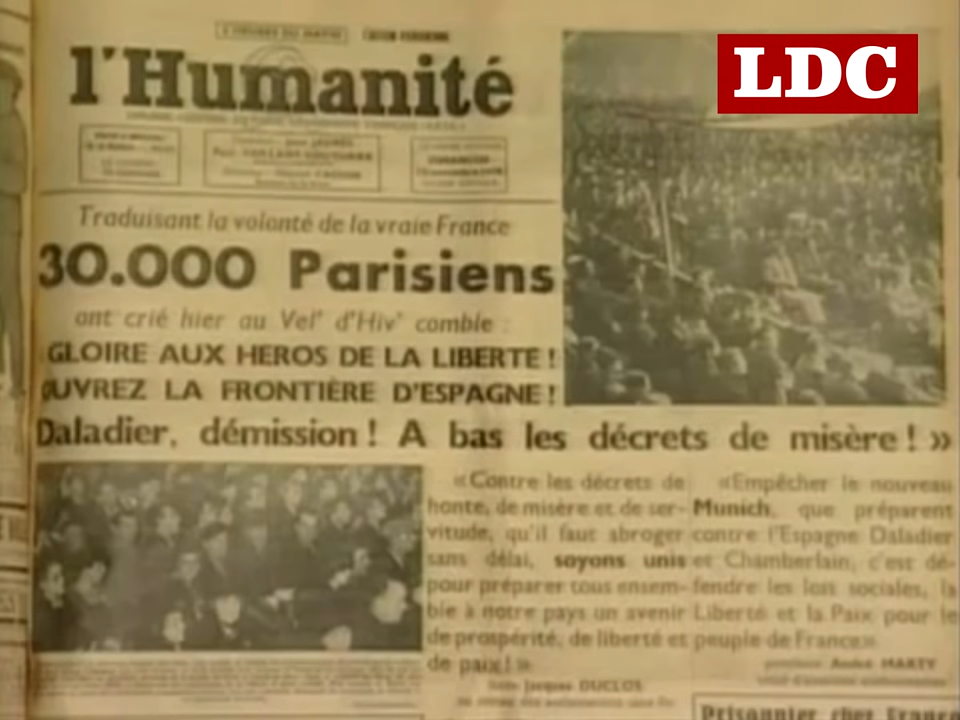 LDC
l'Humanité
Traduisant la volonté de la vraie France
30.000 Parisiens
ont crié hier au Vel' d'Hiv' comble :
GLOIRE AUX HEROS DE LA LIBERTE !
OUVREZ LA FRONTIÈRE D'ESPAGNE !
Daladier, démission ! A bas les décrets de misère ! »
«Contre les décrets de
honte, de misère et de ser-
vitude, qu'il faut abroger
sans délai, soyons unis
pour préparer tous ensem-
ble à notre pays un avenir
de prospérité, de liberté et
de paix ! »
Jacques DUCLOS
«Empêcher le nouveau
Munich, que préparent
contre l'Espagne Daladier
et Chamberlain, c'est dé-
fendre les lois sociales, la
Liberté et la Paix pour le
peuple de France»
André MARTY
Prisonnier chez Franco